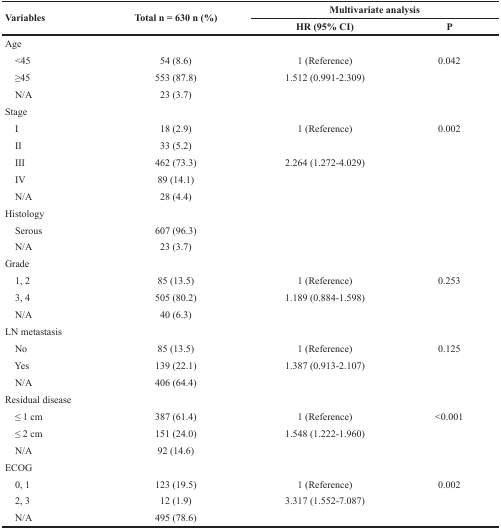 Variables Total n = 630 n (%) Multivariate analysis
HR (95% CI) P
Age
<45 54 (8.6) 1 (Reference) 0.042
≥45 553 (87.8) 1.512 (0.991-2.309)
N/A 23 (3.7)
Stage
I 18 (2.9) 1 (Reference) 0.002
II 33 (5.2)
III 462 (73.3) 2.264 (1.272-4.029)
IV 89 (14.1)
N/A 28 (4.4)
Histology
Serous 607 (96.3)
N/A 23 (3.7)
Grade
1, 2 85 (13.5) 1 (Reference) 0.253
3, 4 505 (80.2) 1.189 (0.884-1.598)
N/A 40 (6.3)
LN metastasis
No 85 (13.5) 1 (Reference) 0.125
Yes 139 (22.1) 1.387 (0.913-2.107)
N/A 406 (64.4)
Residual disease
≤ 1 cm 387 (61.4) 1 (Reference) <0.001
≤ 2 cm 151 (24.0) 1.548 (1.222-1.960)
N/A 92 (14.6)
ECOG
0, 1 123 (19.5) 1 (Reference) 0.002
2, 3 12 (1.9) 3.317 (1.552-7.087)
N/A 495 (78.6)